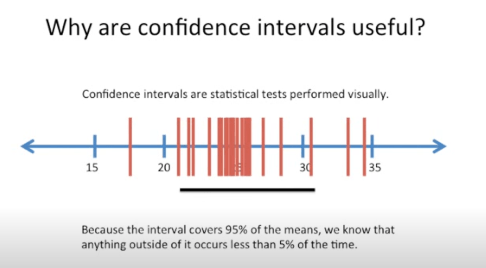 Why are confidence intervals useful?
Confidence intervals are statistical tests performed visually.
15 20 30 35
Because the interval covers 95% of the means, we know that
anything outside of it occurs less than 5% of the time.